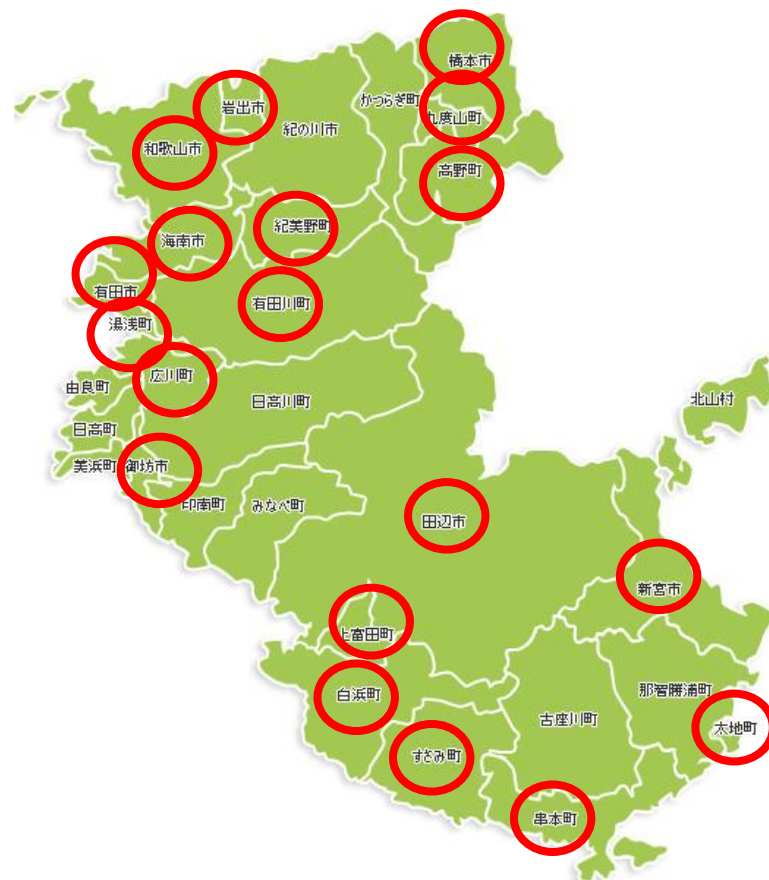 橋本市
かつらぎ町
岩出市
九度山町
紀の川市
和歌山市
高野町
紀美野町
海南市
有田市
有田川町
湯浅町
広川町
由良町
日高川町
北山村
日高町
美浜町
御坊市
印南町
みなべ町
田辺市
新宮市
上富田町
那智勝浦町
白浜町
古座川町
太地町
すさみ町
串本町